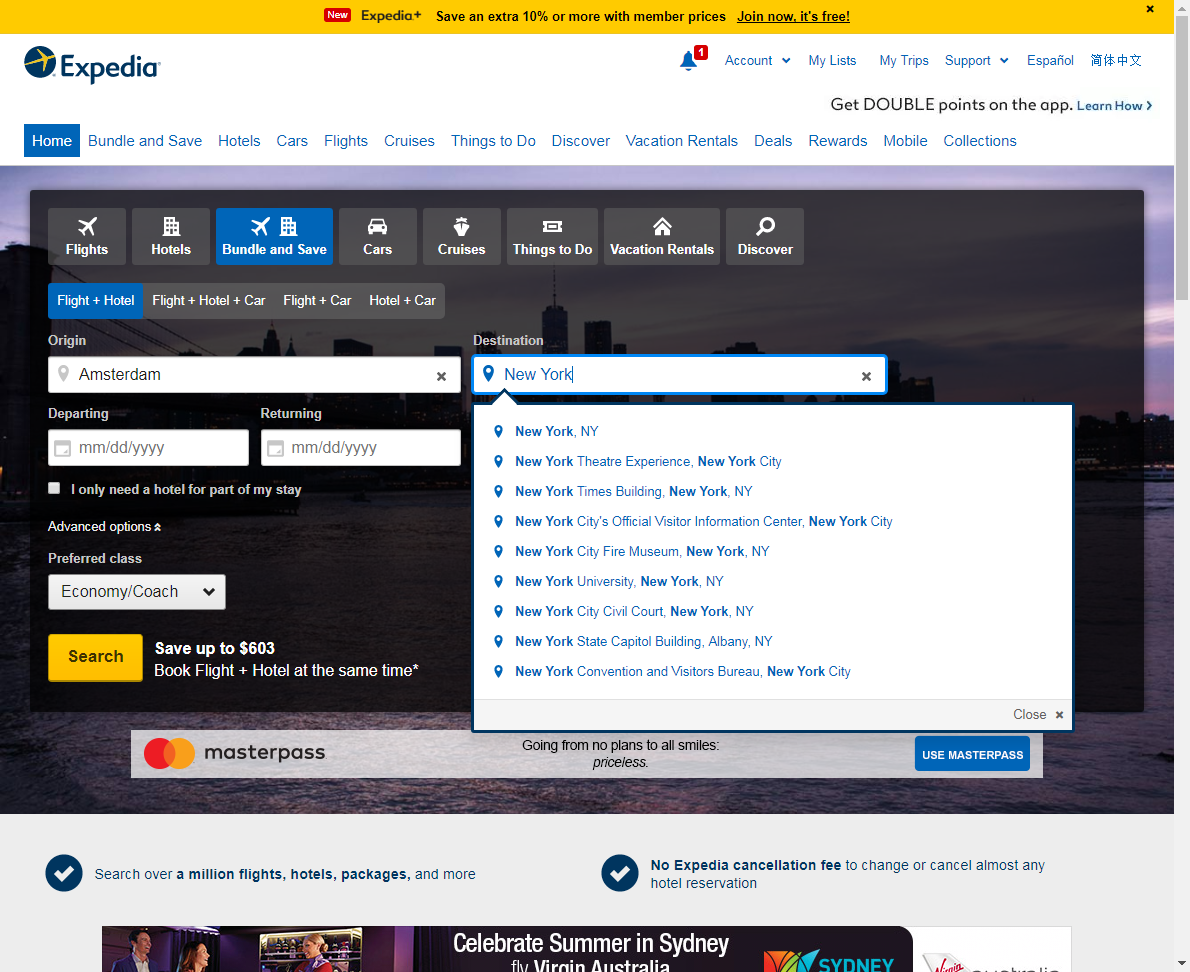 New Expedia+ Save an extra 10% or more with member prices Join now, it's free!
Expedia
1 Account My Lists My Trips Support Español 简体中文
Get DOUBLE points on the app. Learn How
Home Bundle and Save Hotels Cars Flights Cruises Things to Do Discover Vacation Rentals Deals Rewards Mobile Collections
Flights Hotels Bundle and Save Cars Cruises Things to Do Vacation Rentals Discover
Flight + Hotel Flight + Hotel + Car Flight + Car Hotel + Car
Origin
Amsterdam
Destination
New York
Departing
mm/dd/yyyy
Returning
mm/dd/yyyy
I only need a hotel for part of my stay
Advanced options
Preferred class
Economy/Coach
Search
Save up to $603
Book Flight + Hotel at the same time*
New York, NY
New York Theatre Experience, New York City
New York Times Building, New York, NY
New York City's Official Visitor Information Center, New York City
New York City Fire Museum, New York, NY
New York University, New York, NY
New York City Civil Court, New York, NY
New York State Capitol Building, Albany, NY
New York Convention and Visitors Bureau, New York City
Close
masterpass
Going from no plans to all smiles:
priceless.
USE MASTERPASS
Search over a million flights, hotels, packages, and more
No Expedia cancellation fee to change or cancel almost any
hotel reservation
Celebrate Summer in Sydney
fly Virgin Australia
SYDNEY
Virgin australia